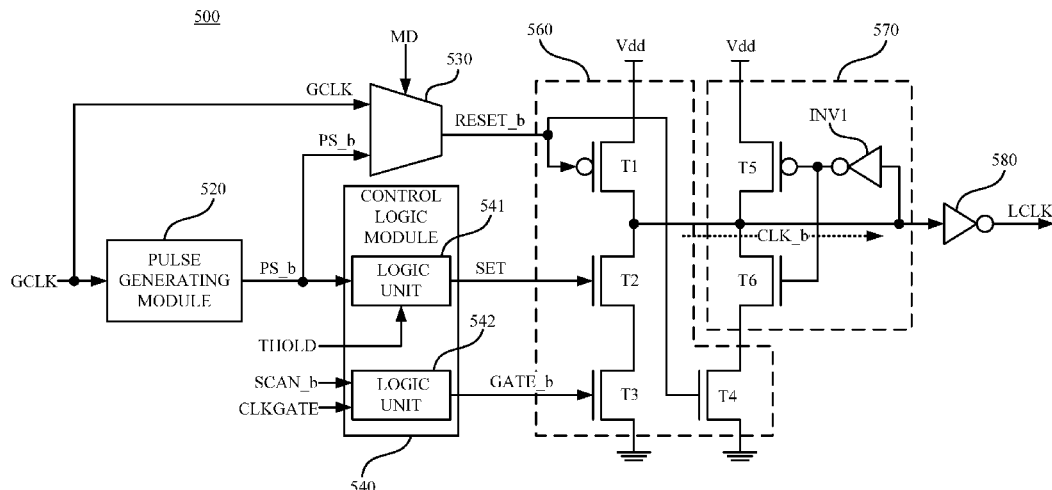 500
MD
530
GCLK
PS_b
RESET_b
560
Vdd
Vdd
570
INV1
T1
T5
580
LCLK
CLK_b
520
PULSE
GENERATING
MODULE
GCLK
PS_b
CONTROL
LOGIC
MODULE
541
LOGIC
UNIT
SET
T2
T6
THOLD
542
SCAN_b
CLKGATE
LOGIC
UNIT
GATE_b
T3
T4
540